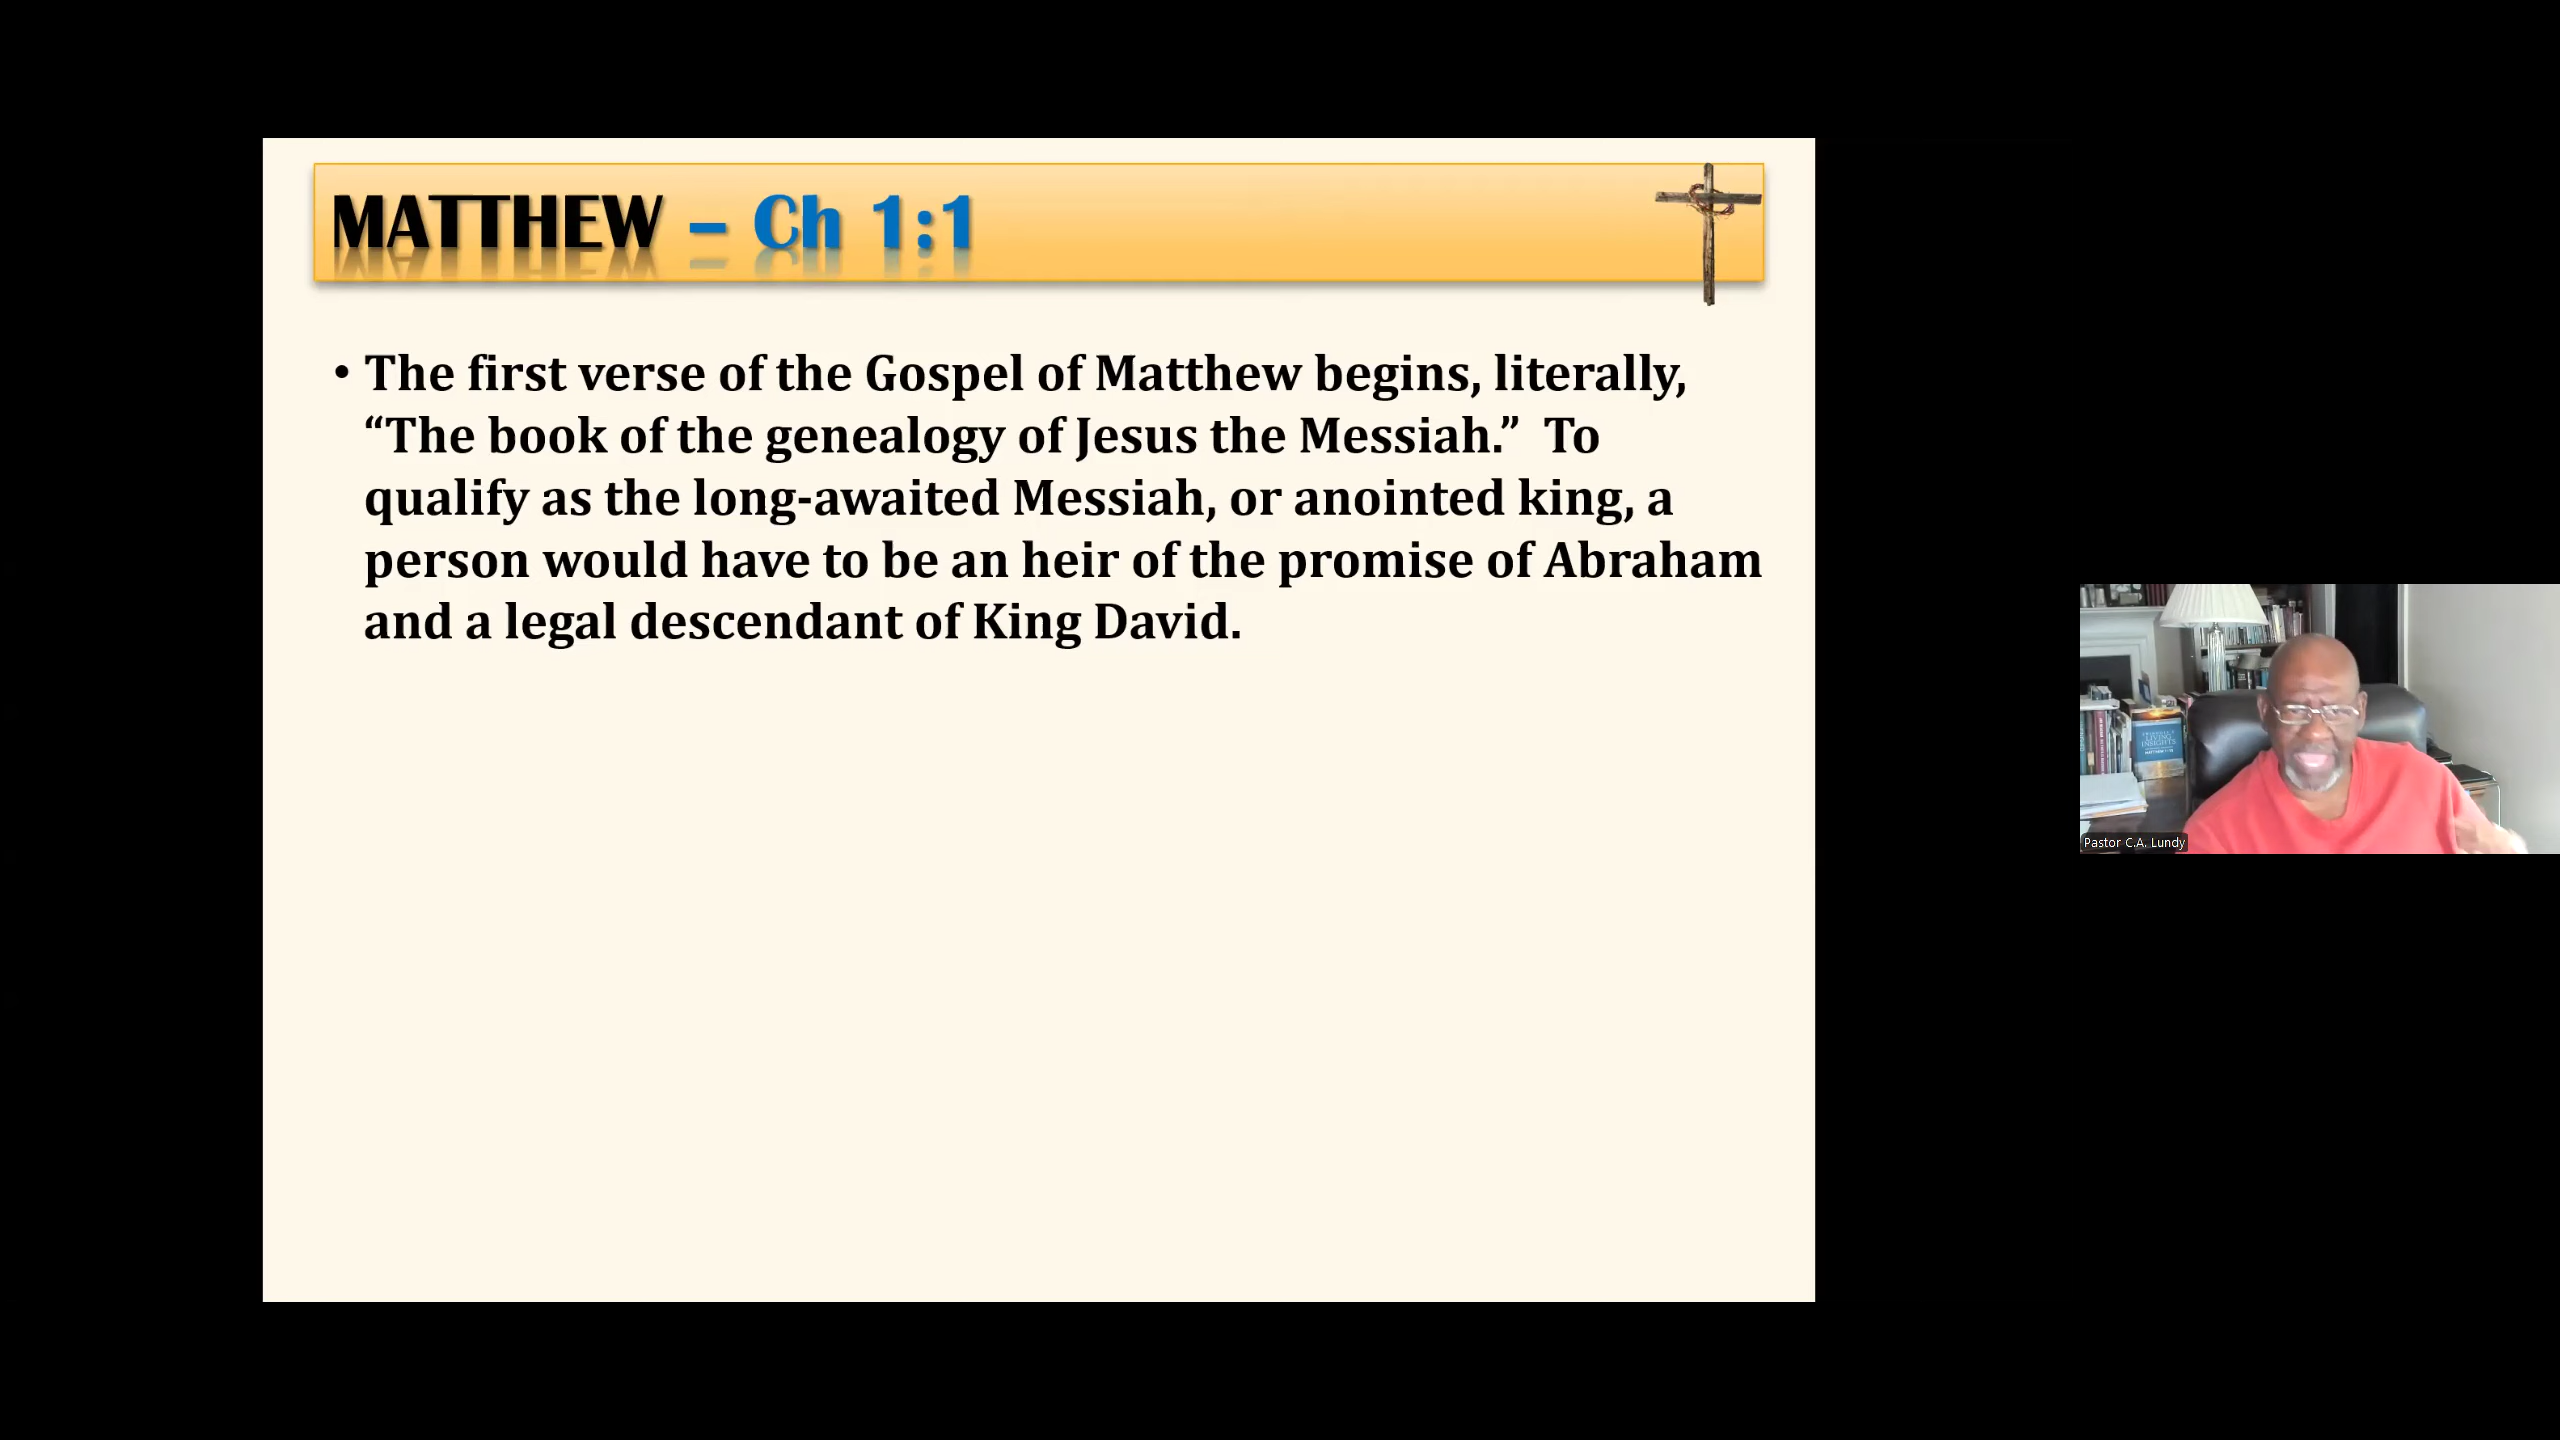 MATTHEW – Ch 1:1
• The first verse of the Gospel of Matthew begins, literally,
“The book of the genealogy of Jesus the Messiah.”  To
qualify as the long-awaited Messiah, or anointed king, a
person would have to be an heir of the promise of Abraham
and a legal descendant of King David.
LIVING
INSIGHTS
Pastor C.A. Lundy